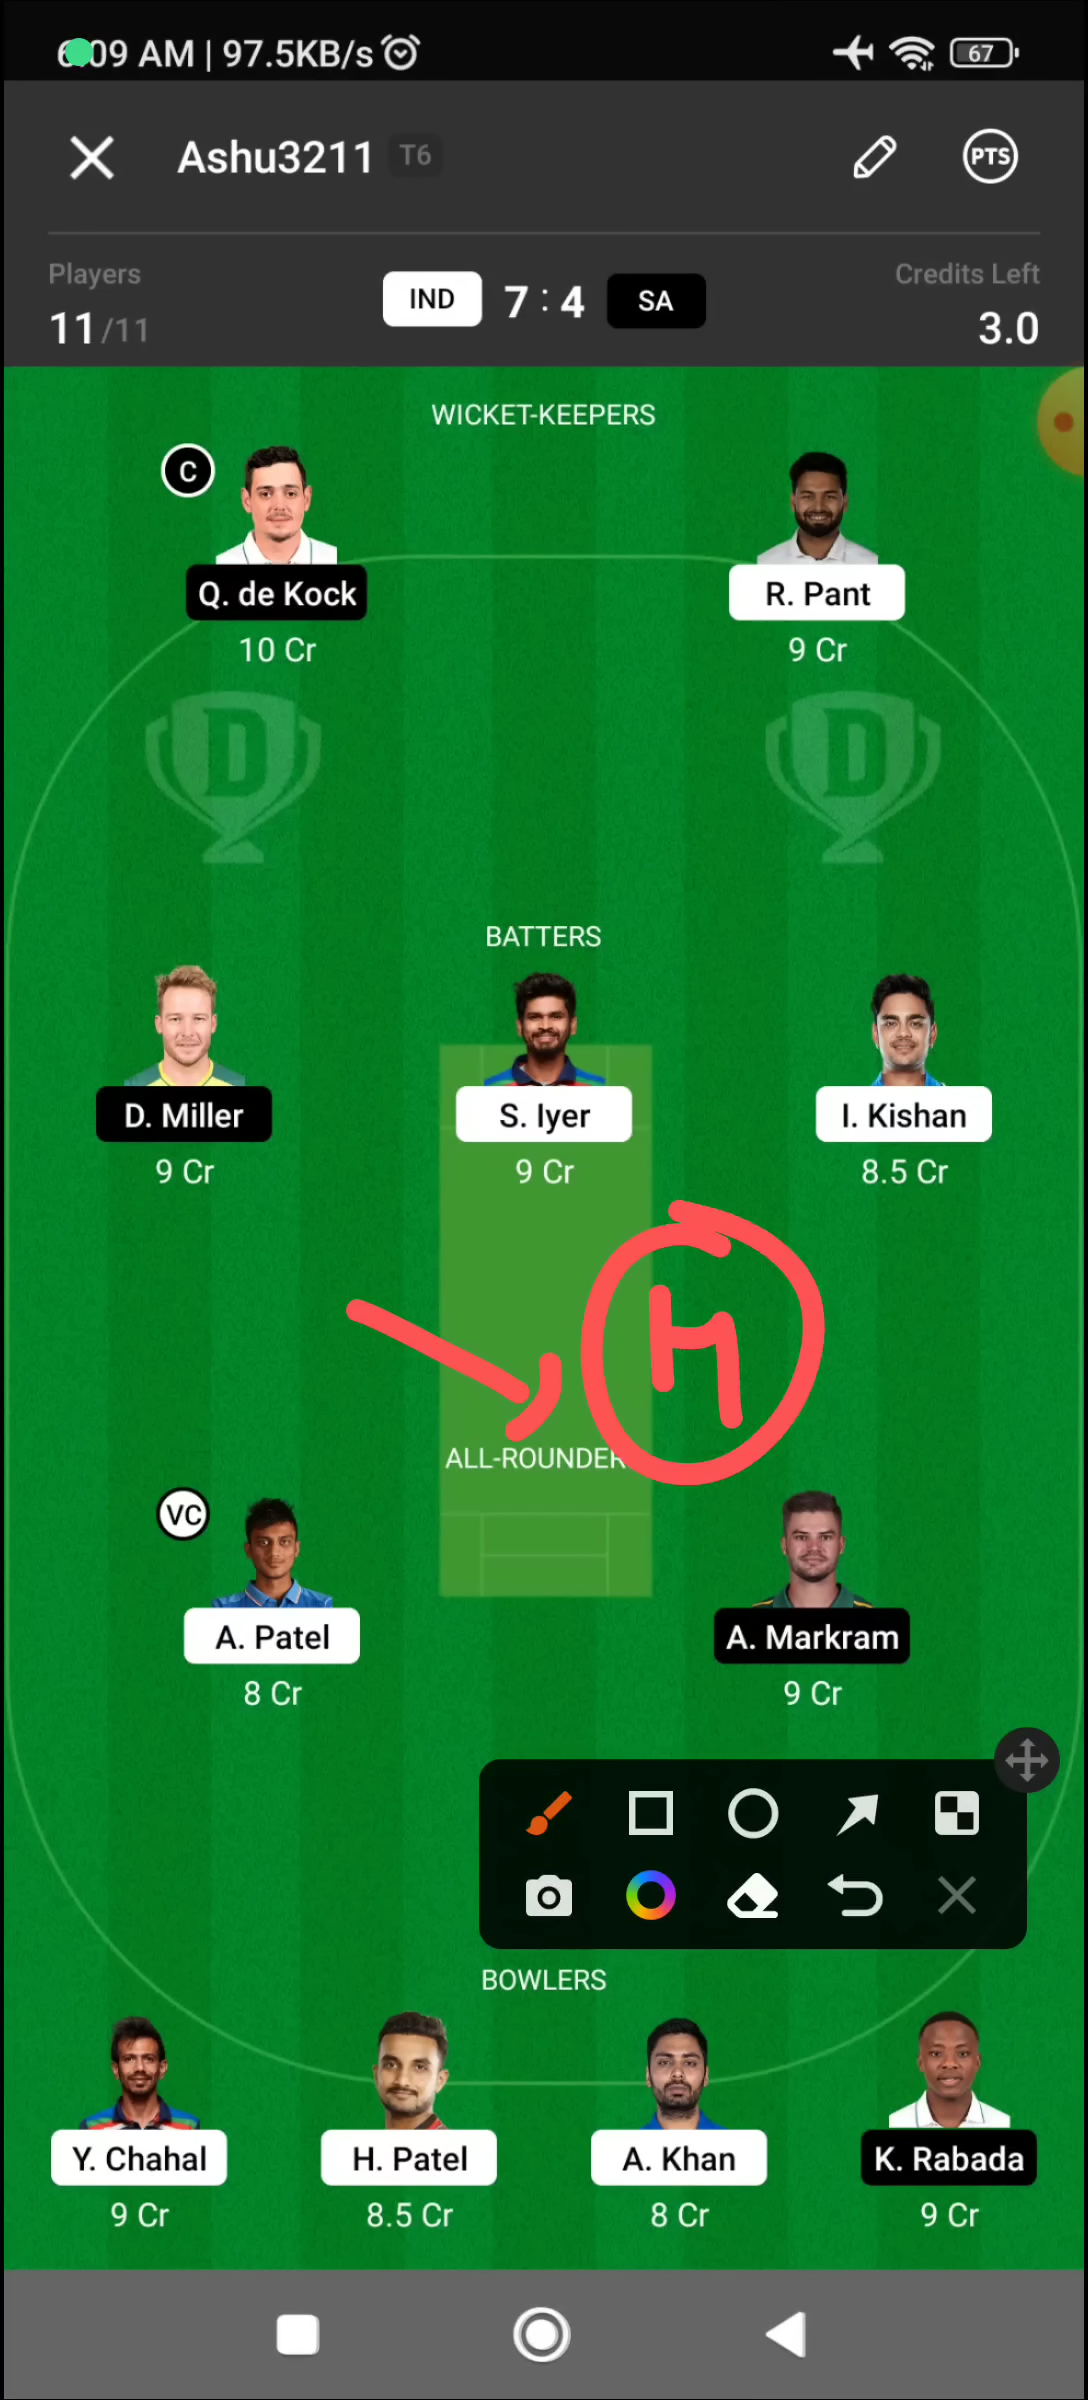 6:09 AM | 97.5KB/s 67
Ashu3211 T6 PTS
Players Credits Left
11/11 IND 7 : 4 SA 3.0
WICKET-KEEPERS
C
Q. de Kock R. Pant
10 Cr 9 Cr
D D
BATTERS
D. Miller S. Iyer I. Kishan
9 Cr 9 Cr 8.5 Cr
H
ALL-ROUNDER
VC
A. Patel A. Markram
8 Cr 9 Cr
BOWLERS
Y. Chahal H. Patel A. Khan K. Rabada
9 Cr 8.5 Cr 8 Cr 9 Cr